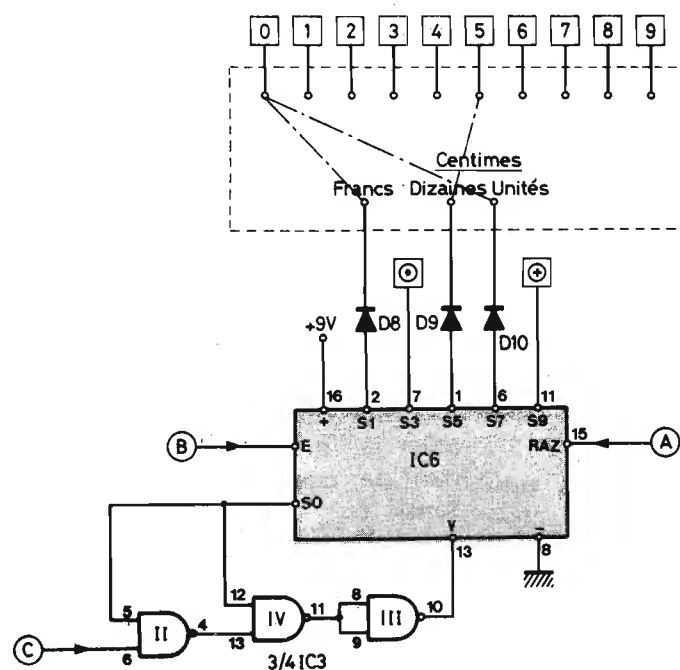 0 1 2 3 4 5 6 7 8 9
Centimes
Francs Dizaines Unités
+9V D8 D9 D10
16 2 7 1 6 11
+ S1 S3 S5 S7 S9
B E IC6 RAZ 15 A
S0
V -
13 8
5 12 8
II 4 IV 11 III 10
C 6 13 9
3/4 IC3